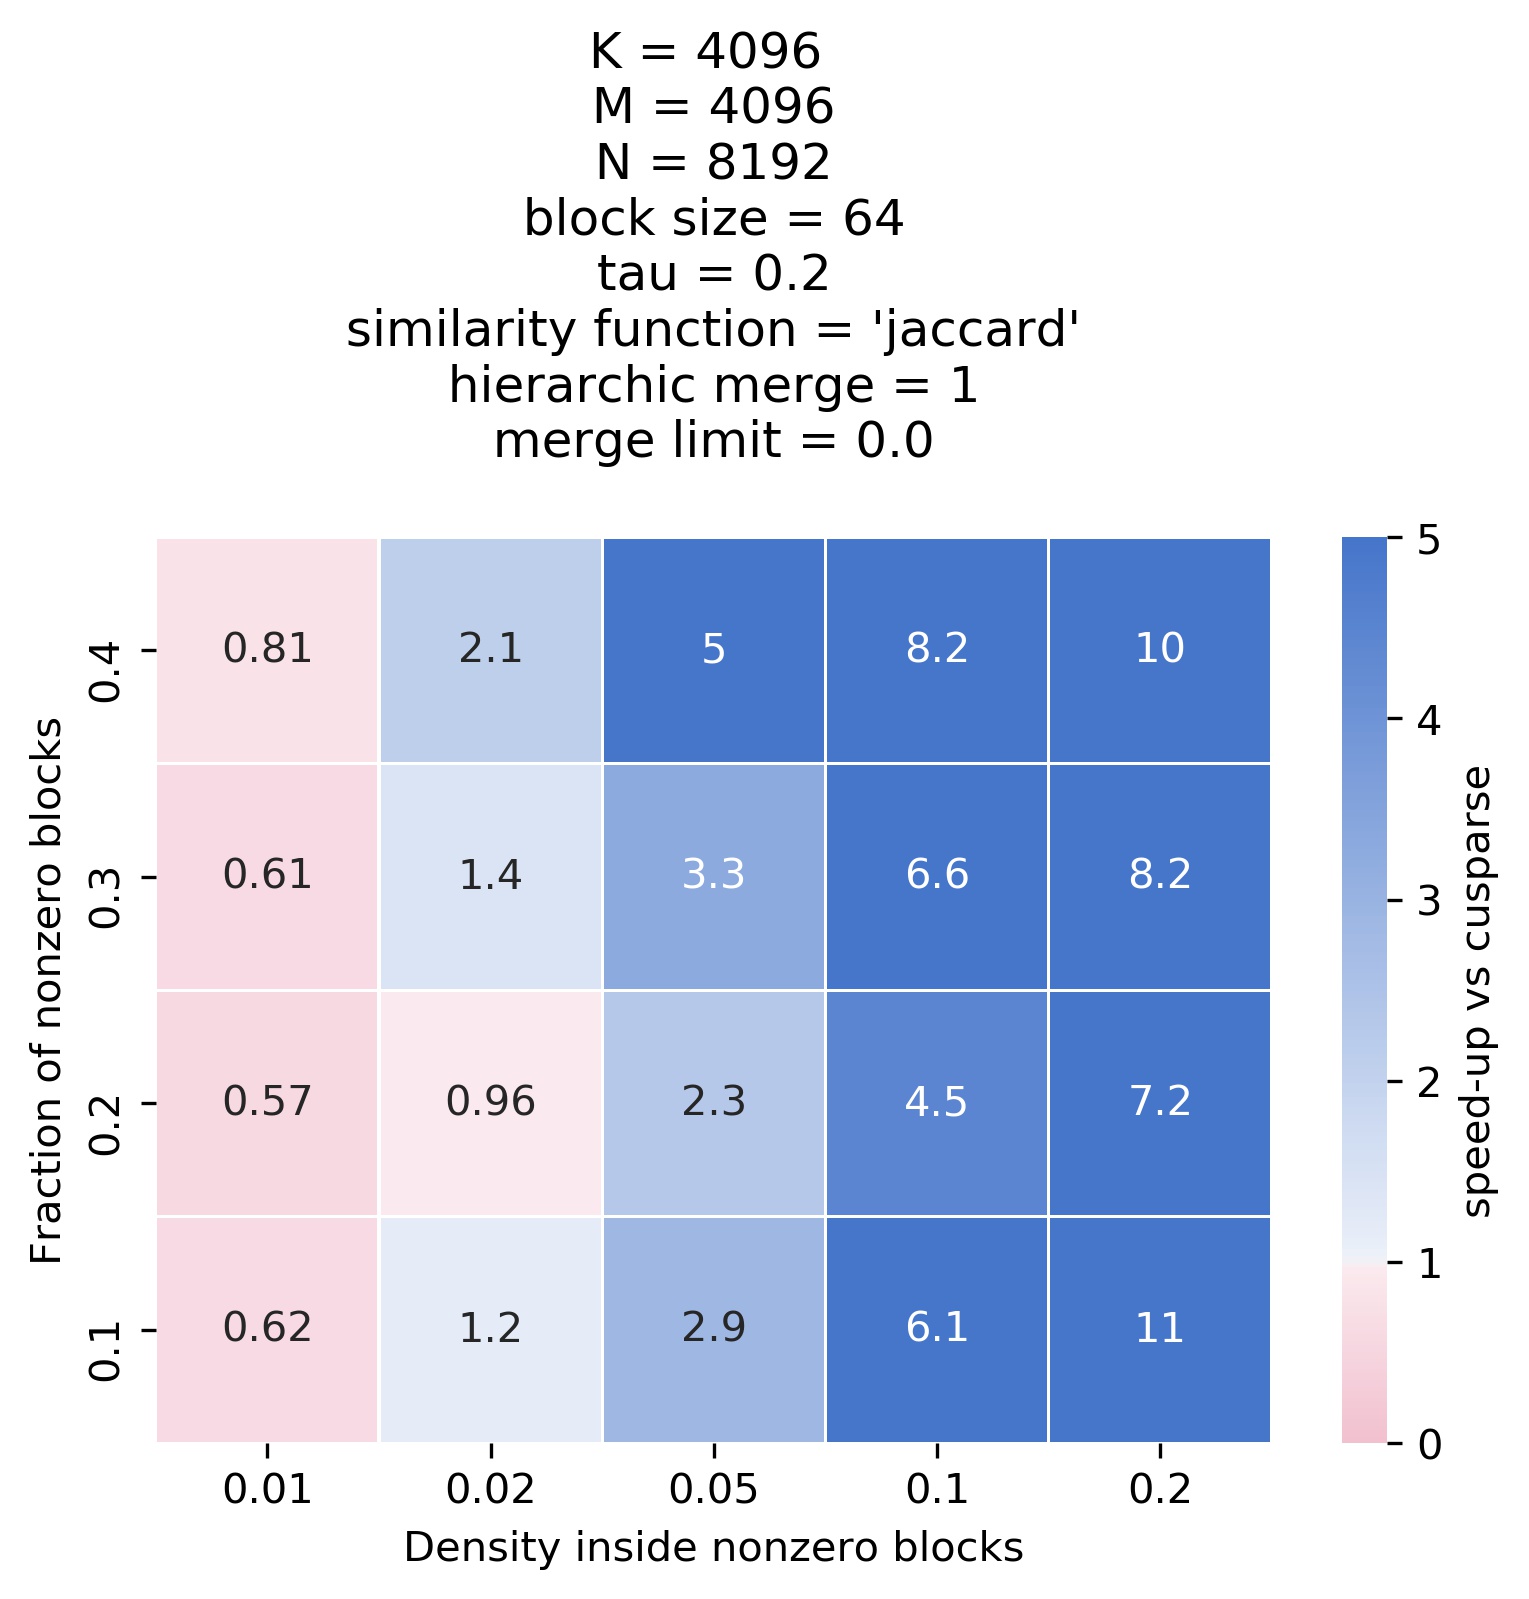 K = 4096
M = 4096
N = 8192
block size = 64
tau = 0.2
similarity function = 'jaccard'
hierarchic merge = 1
merge limit = 0.0
Fraction of nonzero blocks
0.4 0.81 2.1 5 8.2 10
0.3 0.61 1.4 3.3 6.6 8.2
0.2 0.57 0.96 2.3 4.5 7.2
0.1 0.62 1.2 2.9 6.1 11
0.01 0.02 0.05 0.1 0.2
Density inside nonzero blocks
5
4
3
2
1
0
speed-up vs cusparse